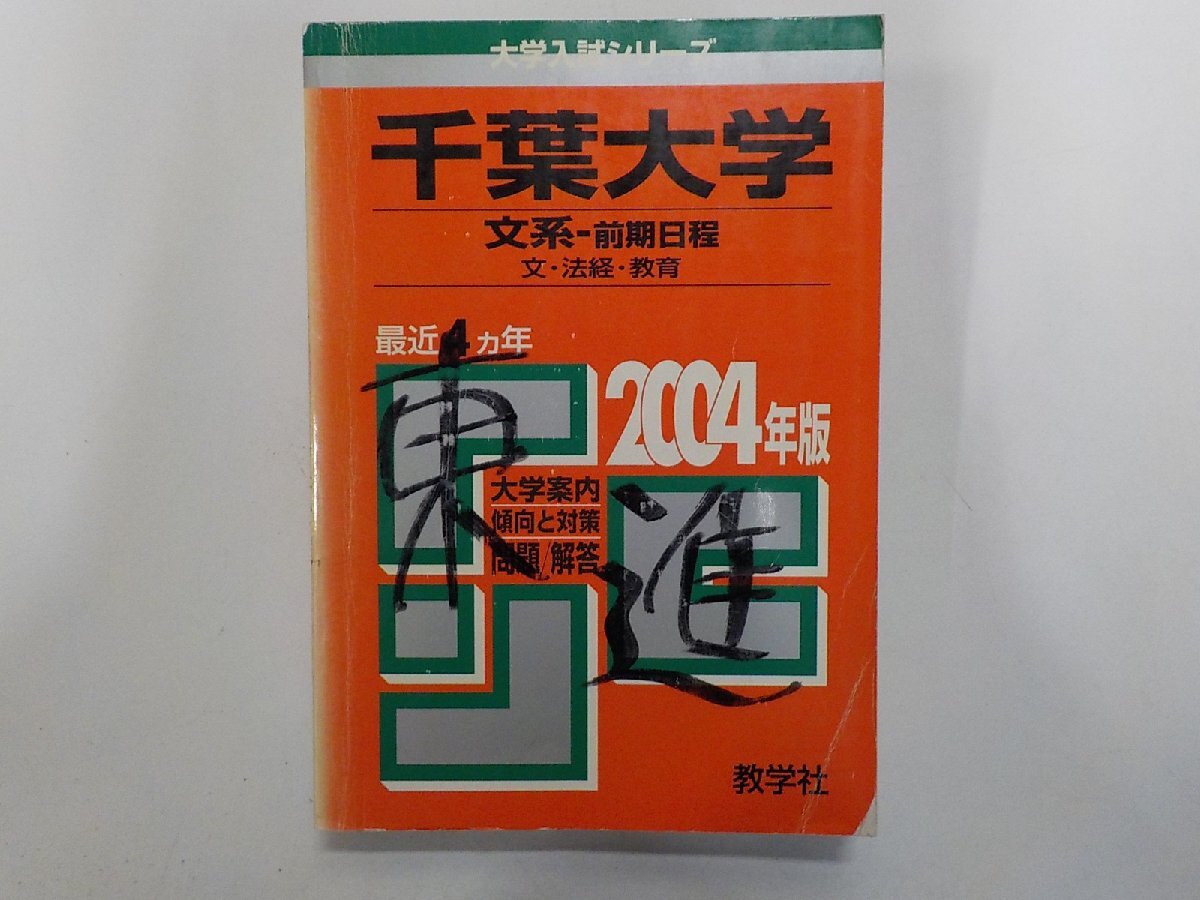 大学入試シリーズ
千葉大学
文系-前期日程
文・法経・教育
最近4ヵ年
2004年版
大学案内
傾向と対策
問題/解答
東進
教学社